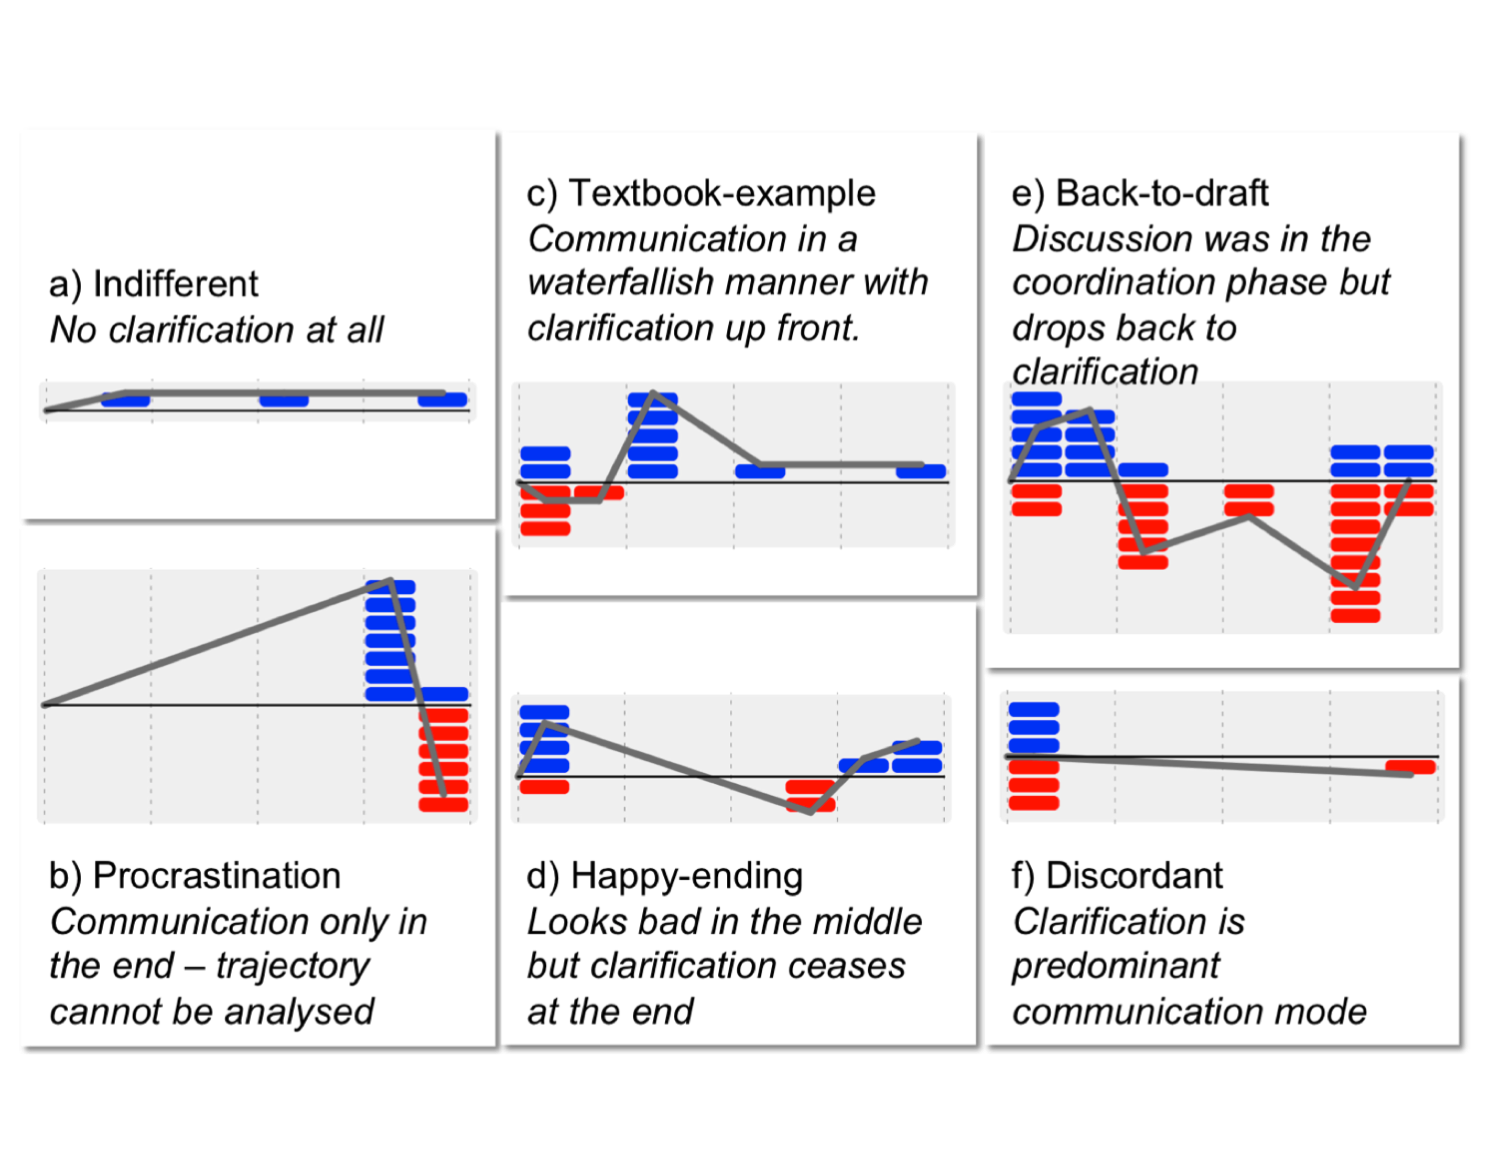 a) Indifferent
No clarification at all
b) Procrastination
Communication only in
the end – trajectory
cannot be analysed
c) Textbook-example
Communication in a
waterfallish manner with
clarification up front.
d) Happy-ending
Looks bad in the middle
but clarification ceases
at the end
e) Back-to-draft
Discussion was in the
coordination phase but
drops back to
clarification
f) Discordant
Clarification is
predominant
communication mode